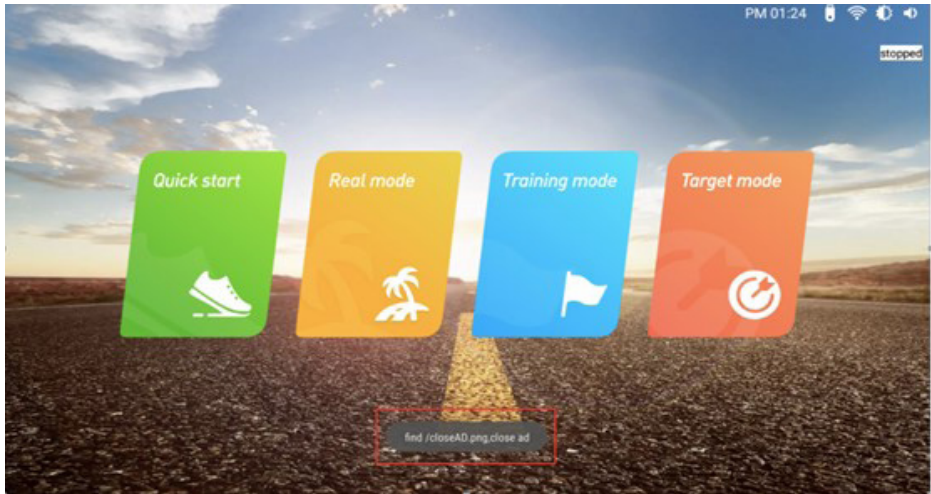 PM 01:24
stopped
Quick start
Real mode
Training mode
Target mode
find /closeAD.png,close ad